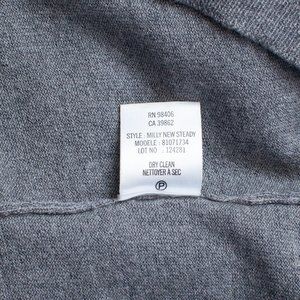 RN 98406
CA 39862
STYLE : MILLY NEW STEADY
MODELE : 81071734
LOT NO. : 124281
DRY CLEAN
NETTOYER A SEC
P